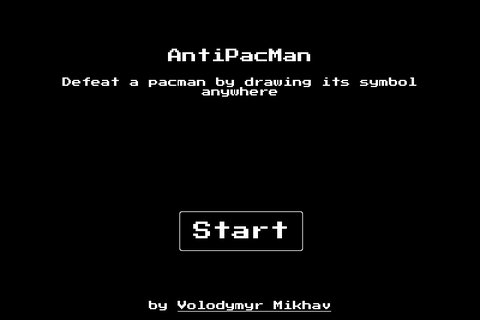 AntiPacMan
Defeat a pacman by drawing its symbol
anywhere
Start
by Volodymyr Mikhav